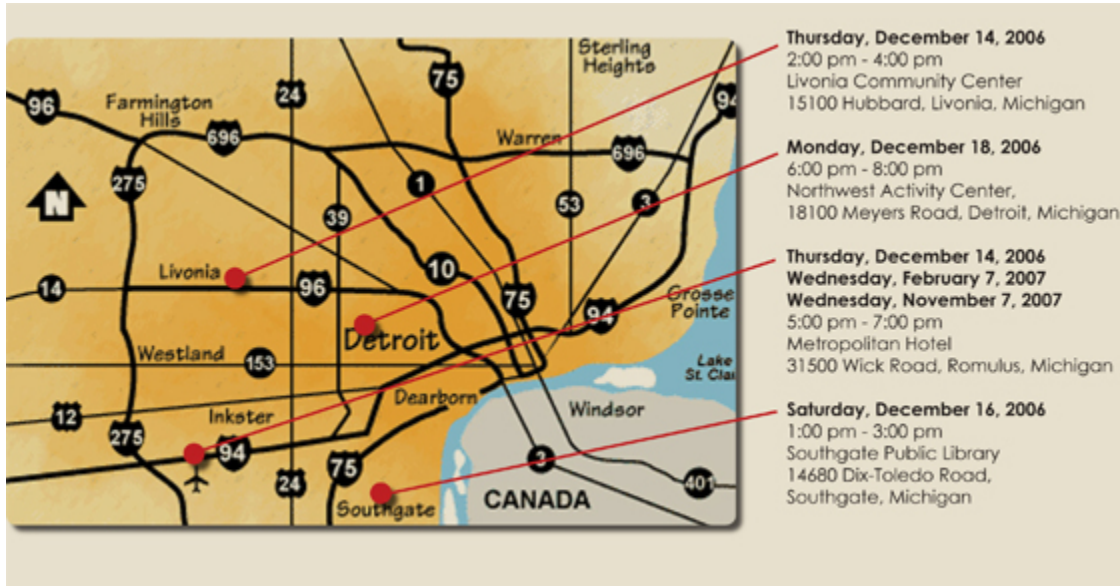 Thursday, December 14, 2006
2:00 pm - 4:00 pm
Livonia Community Center
15100 Hubbard, Livonia, Michigan
Monday, December 18, 2006
6:00 pm - 8:00 pm
Northwest Activity Center,
18100 Meyers Road, Detroit, Michigan
Thursday, December 14, 2006
Wednesday, February 7, 2007
Wednesday, November 7, 2007
5:00 pm - 7:00 pm
Metropolitan Hotel
31500 Wick Road, Romulus, Michigan
Saturday, December 16, 2006
1:00 pm - 3:00 pm
Southgate Public Library
14680 Dix-Toledo Road,
Southgate, Michigan
Sterling
Heights
75
24
94
96
Farmington
Hills
696
Warren
696
275
1
N
39
53
3
Livonia
10
14
96
75
94
Grosse
Pointe
Detroit
Westland
153
Lake
St. Clai
Dearborn
12
Inkster
Windsor
275
94
75
3
24
401
CANADA
Southgate